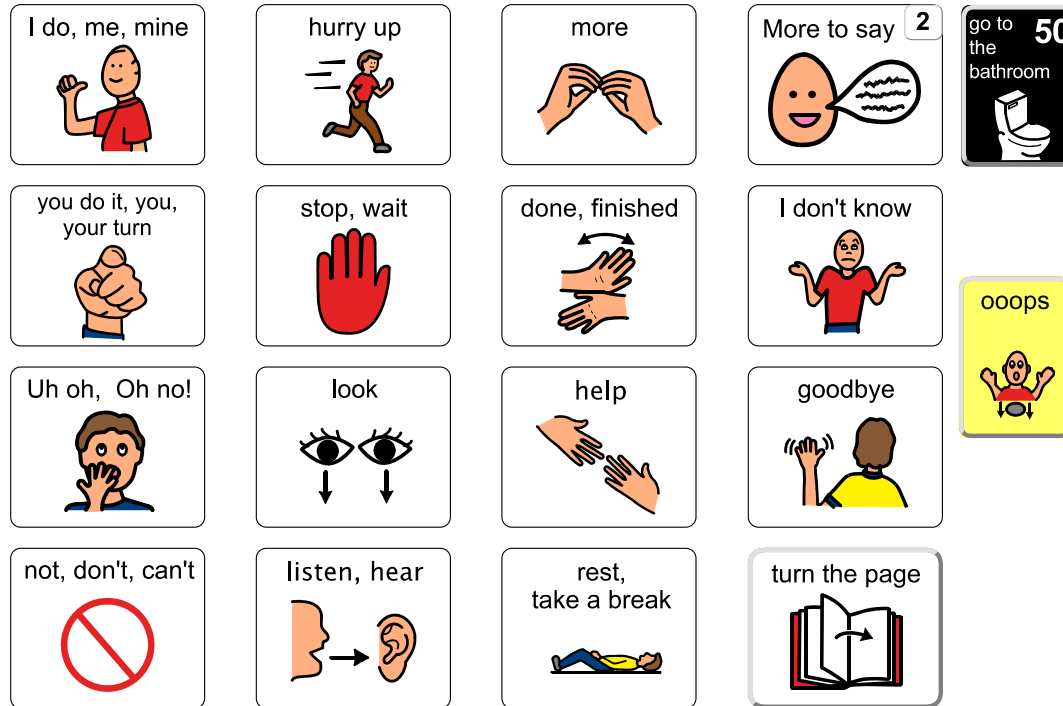 I do, me, mine
hurry up
more
More to say 2
go to 50
the
bathroom
you do it, you,
your turn
stop, wait
done, finished
I don't know
ooops
Uh oh, Oh no!
look
help
goodbye
not, don't, can't
listen, hear
rest,
take a break
turn the page